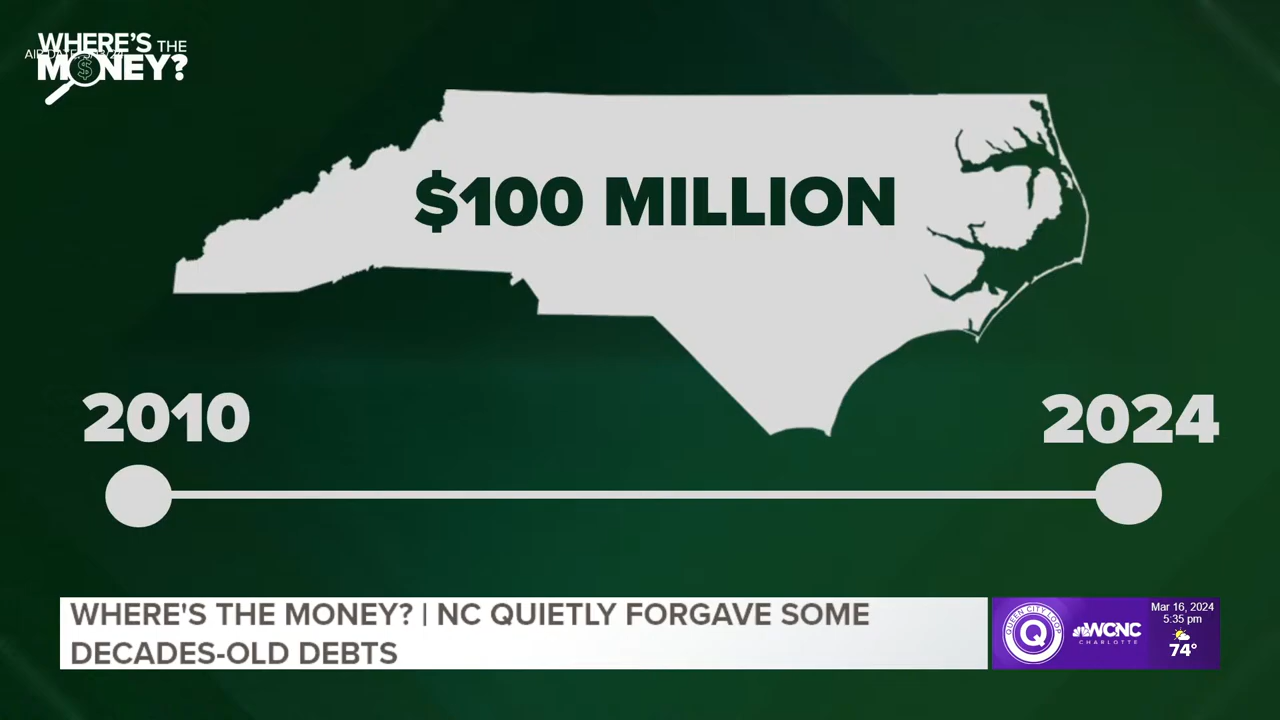 WHERE'S THE
MONEY?
$100 MILLION
2010
2024
WHERE'S THE MONEY? | NC QUIETLY FORGAVE SOME
DECADES-OLD DEBTS
QUEEN CITY LOOP
Q
WCNC
CHARLOTTE
Mar 16, 2024
5:35 pm
74°